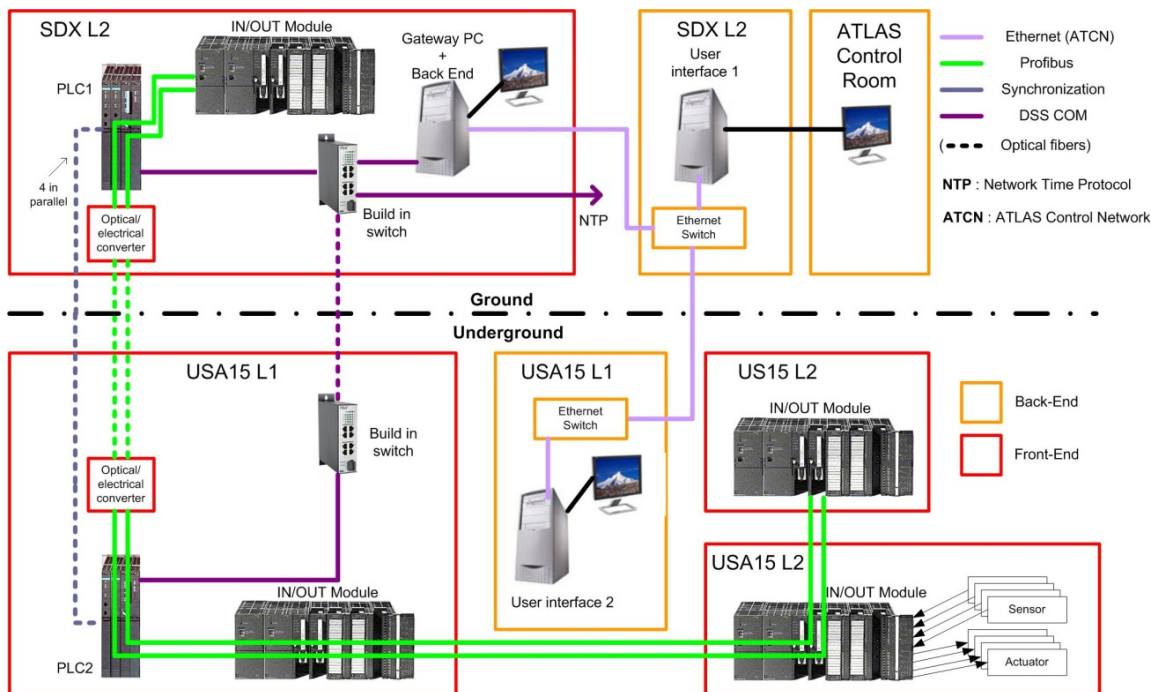 SDX L2
IN/OUT Module
Gateway PC
+
Back End
PLC1
4 in
parallel
Optical/
electrical
converter
Build in
switch
NTP
SDX L2
User
interface 1
Ethernet
Switch
ATLAS
Control
Room
Ethernet (ATCN)
Profibus
Synchronization
DSS COM
( Optical fibers)
NTP : Network Time Protocol
ATCN : ATLAS Control Network
Ground
Underground
USA15 L1
Build in
switch
Optical/
electrical
converter
PLC2
IN/OUT Module
USA15 L1
Ethernet
Switch
User interface 2
US15 L2
IN/OUT Module
Back-End
Front-End
USA15 L2
IN/OUT Module
Sensor
Actuator